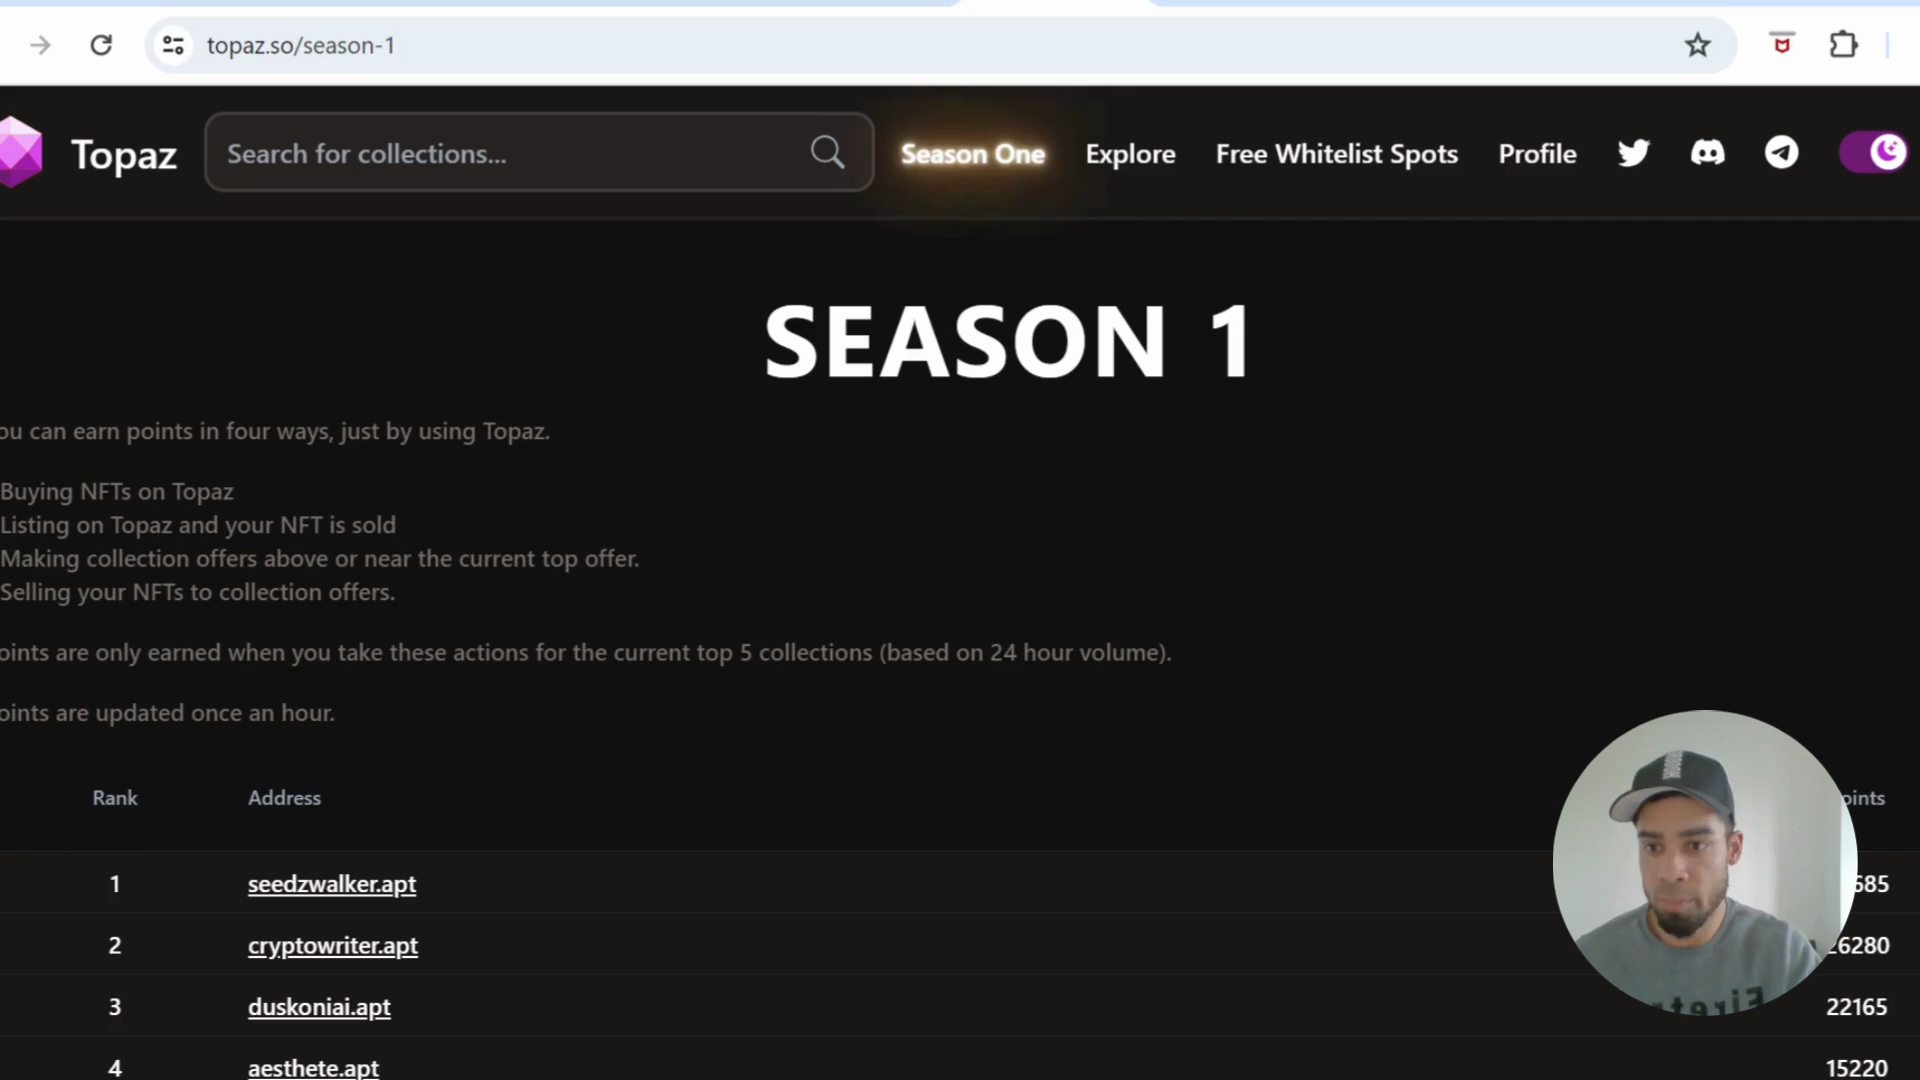 topaz.so/season-1
Topaz
Search for collections...
Season One
Explore
Free Whitelist Spots
Profile
SEASON 1
ou can earn points in four ways, just by using Topaz.
Buying NFTs on Topaz
Listing on Topaz and your NFT is sold
Making collection offers above or near the current top offer.
Selling your NFTs to collection offers.
oints are only earned when you take these actions for the current top 5 collections (based on 24 hour volume).
oints are updated once an hour.
Rank Address oints
1 seedzwalker.apt 685
2 cryptowriter.apt 26280
3 duskoniai.apt 22165
4 aesthete.apt 15220